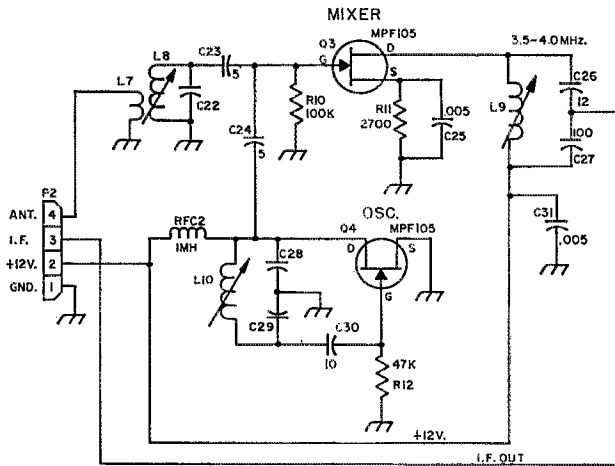 MIXER
MPF105
Q3
D
G
S
3.5-4.0MHz.
L7
L8
C23
5
C22
R10
100K
R11
2700
.005
C25
L9
C26
12
100
C27
C24
5
C31
.005
P2
ANT. 4
I.F. 3
+12V. 2
GND. 1
RFC2
1MH
OSC.
Q4
MPF105
D
S
G
L10
C28
C29
C30
10
47K
R12
+12V.
I.F. OUT